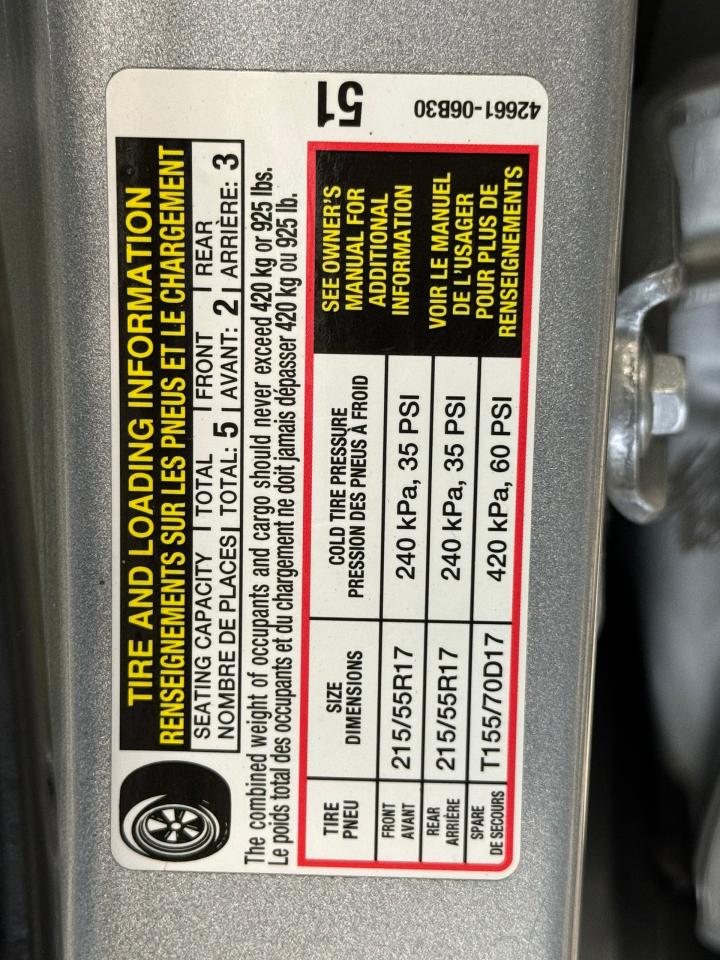 TIRE AND LOADING INFORMATION
RENSEIGNEMENTS SUR LES PNEUS ET LE CHARGEMENT
SEATING CAPACITY | TOTAL | FRONT | REAR
NOMBRE DE PLACES | TOTAL: 5 | AVANT: 2 | ARRIÈRE: 3
The combined weight of occupants and cargo should never exceed 420 kg or 925 lbs.
Le poids total des occupants et du chargement ne doit jamais dépasser 420 kg ou 925 lb.
TIRE
PNEU
SIZE
DIMENSIONS
COLD TIRE PRESSURE
PRESSION DES PNEUS À FROID
FRONT
AVANT
215/55R17
240 kPa, 35 PSI
REAR
ARRIÈRE
215/55R17
240 kPa, 35 PSI
SPARE
DE SECOURS
T155/70D17
420 kPa, 60 PSI
SEE OWNER'S
MANUAL FOR
ADDITIONAL
INFORMATION
VOIR LE MANUEL
DE L'USAGER
POUR PLUS DE
RENSEIGNEMENTS
51
42661-06B30